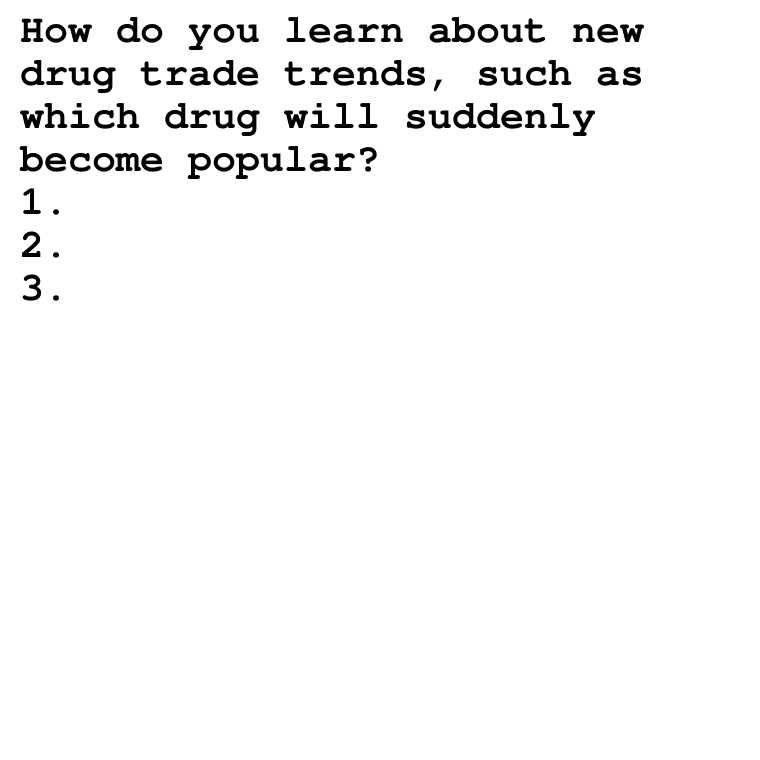 How do you learn about new
drug trade trends, such as
which drug will suddenly
become popular?
1.
2.
3.